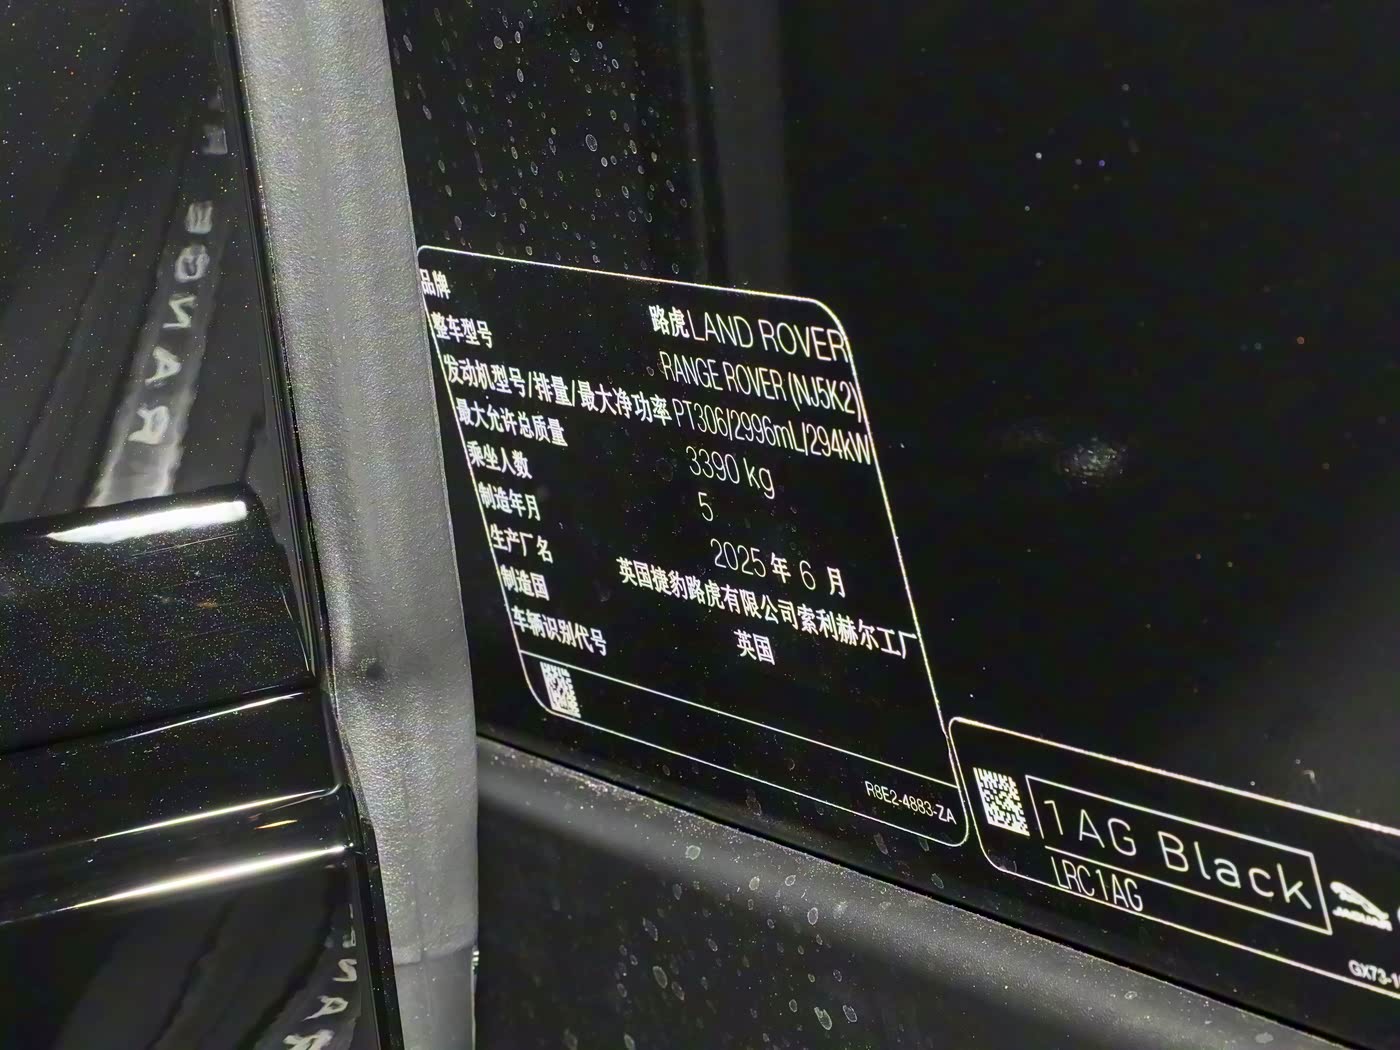 品牌 路虎LAND ROVER
整车型号 RANGE ROVER (NJ5K2)
发动机型号/排量/最大净功率 PT306/2996mL/294kW
最大允许总质量 3390 kg
乘坐人数 5
制造年月 2025 年 6 月
生产厂名 英国捷豹路虎有限公司索利赫尔工厂
制造国 英国
车辆识别代号
R8E2-4883-ZA
1AG Black
LRC1AG
JAGUAR